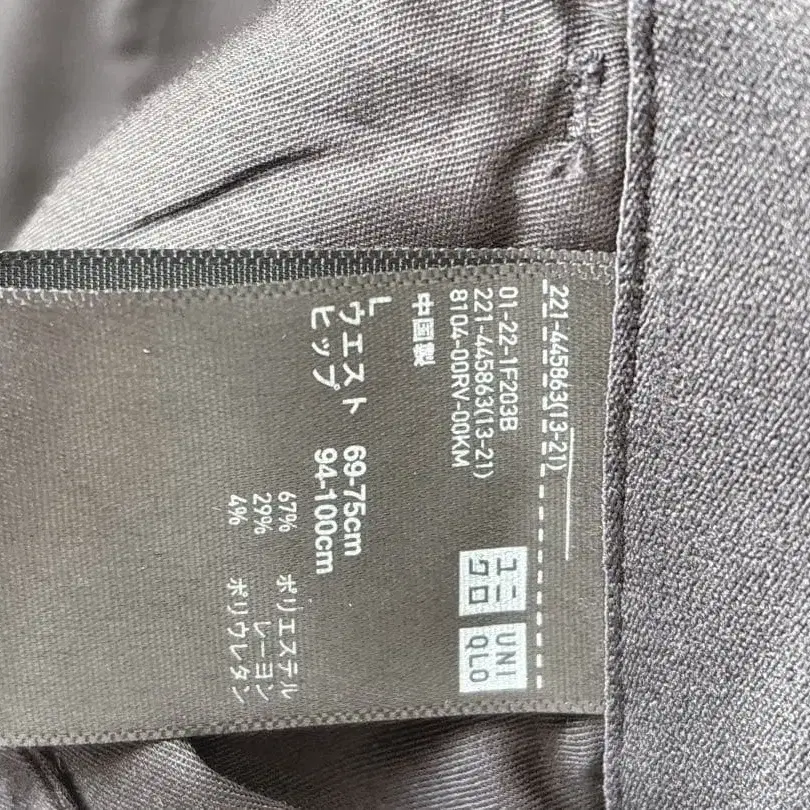 221-445863(13-21)
ユニ
クロ
UNI
QLO
01-22-1F203B
221-445863(13-21)
8104-00RV-00KM
中国製
L
ウエスト 69-75cm
ヒップ 94-100cm
67% ポリエステル
29% レーヨン
4% ポリウレタン